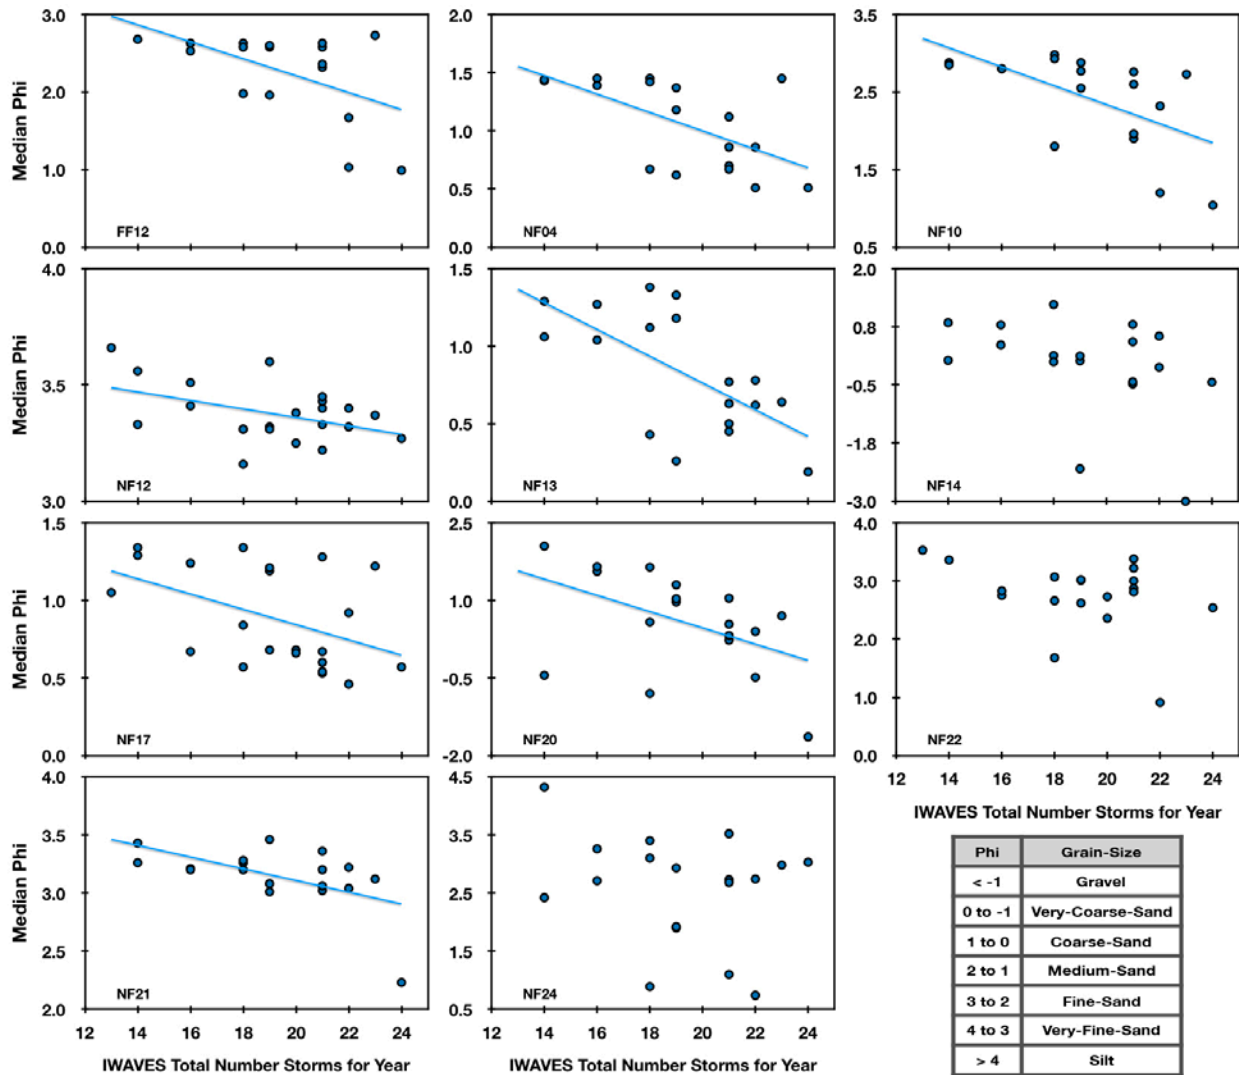 3.0
2.0
1.0
0.0
Median Phi
FF12
2.0
1.5
1.0
0.5
0.0
NF04
3.5
2.5
1.5
0.5
NF10
4.0
3.5
3.0
Median Phi
NF12
1.5
1.0
0.5
0.0
NF13
2.0
0.8
-0.5
-1.8
-3.0
NF14
1.5
1.0
0.5
0.0
Median Phi
NF17
2.5
1.0
-0.5
-2.0
NF20
4.0
3.0
2.0
1.0
0.0
NF22
12 14 16 18 20 22 24
IWAVES Total Number Storms for Year
4.0
3.5
3.0
2.5
2.0
Median Phi
NF21
12 14 16 18 20 22 24
IWAVES Total Number Storms for Year
4.5
3.5
2.5
1.5
0.5
NF24
12 14 16 18 20 22 24
IWAVES Total Number Storms for Year
Phi Grain-Size
< -1 Gravel
0 to -1 Very-Coarse-Sand
1 to 0 Coarse-Sand
2 to 1 Medium-Sand
3 to 2 Fine-Sand
4 to 3 Very-Fine-Sand
> 4 Silt